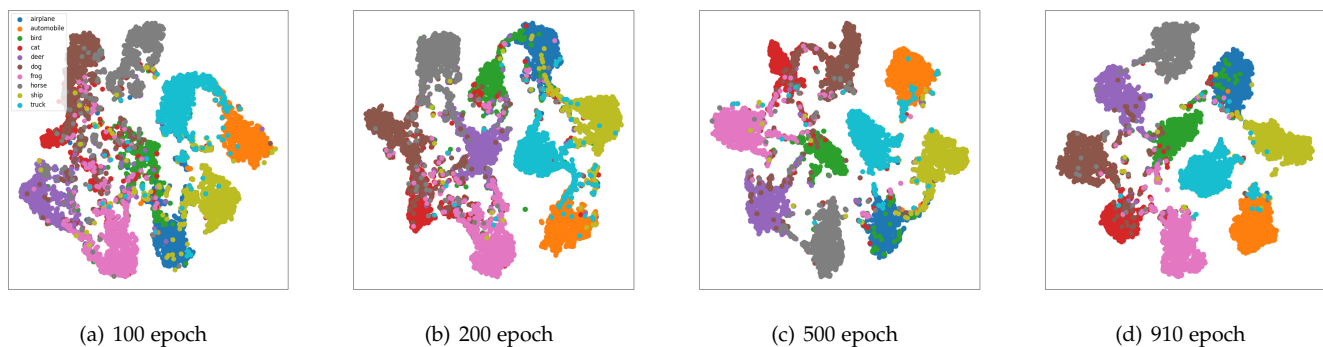 airplane
automobile
bird
cat
deer
dog
frog
horse
ship
truck
(a) 100 epoch
(b) 200 epoch
(c) 500 epoch
(d) 910 epoch